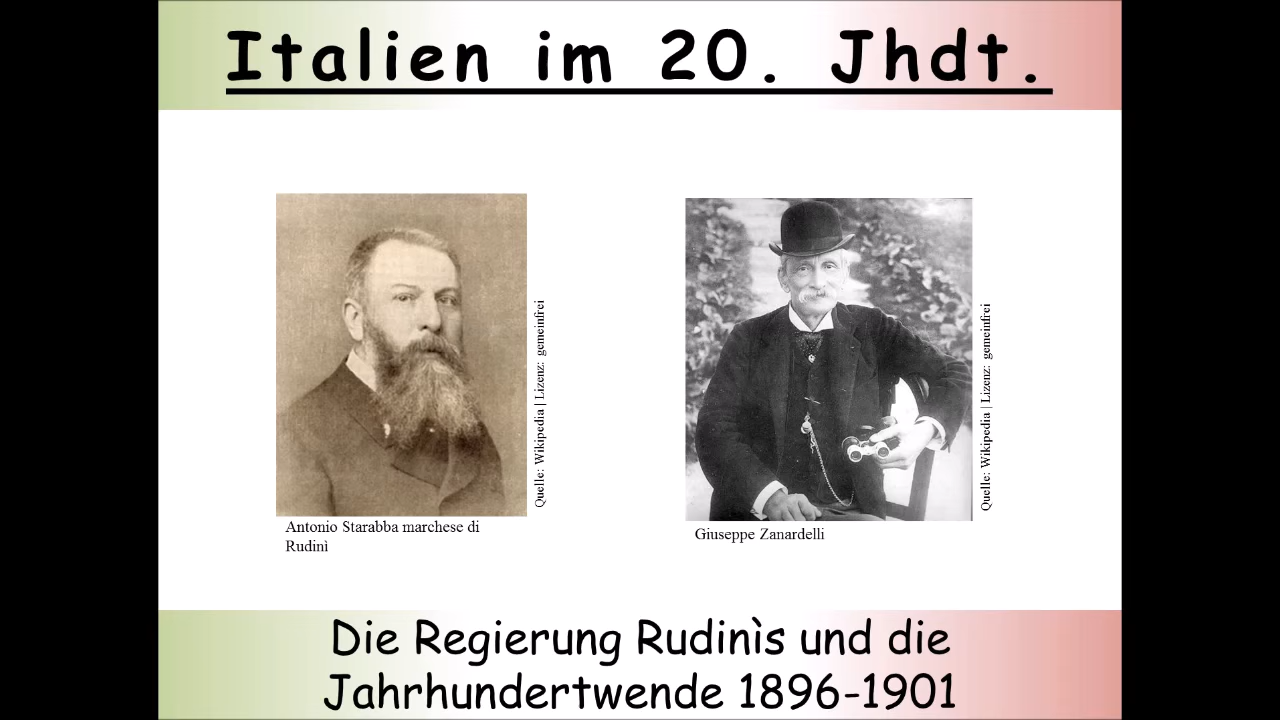 Italien im 20. Jhdt.
Quelle: Wikipedia | Lizenz: gemeinfrei
Antonio Starabba marchese di
Rudinì
Quelle: Wikipedia | Lizenz: gemeinfrei
Giuseppe Zanardelli
Die Regierung Rudinìs und die
Jahrhundertwende 1896-1901